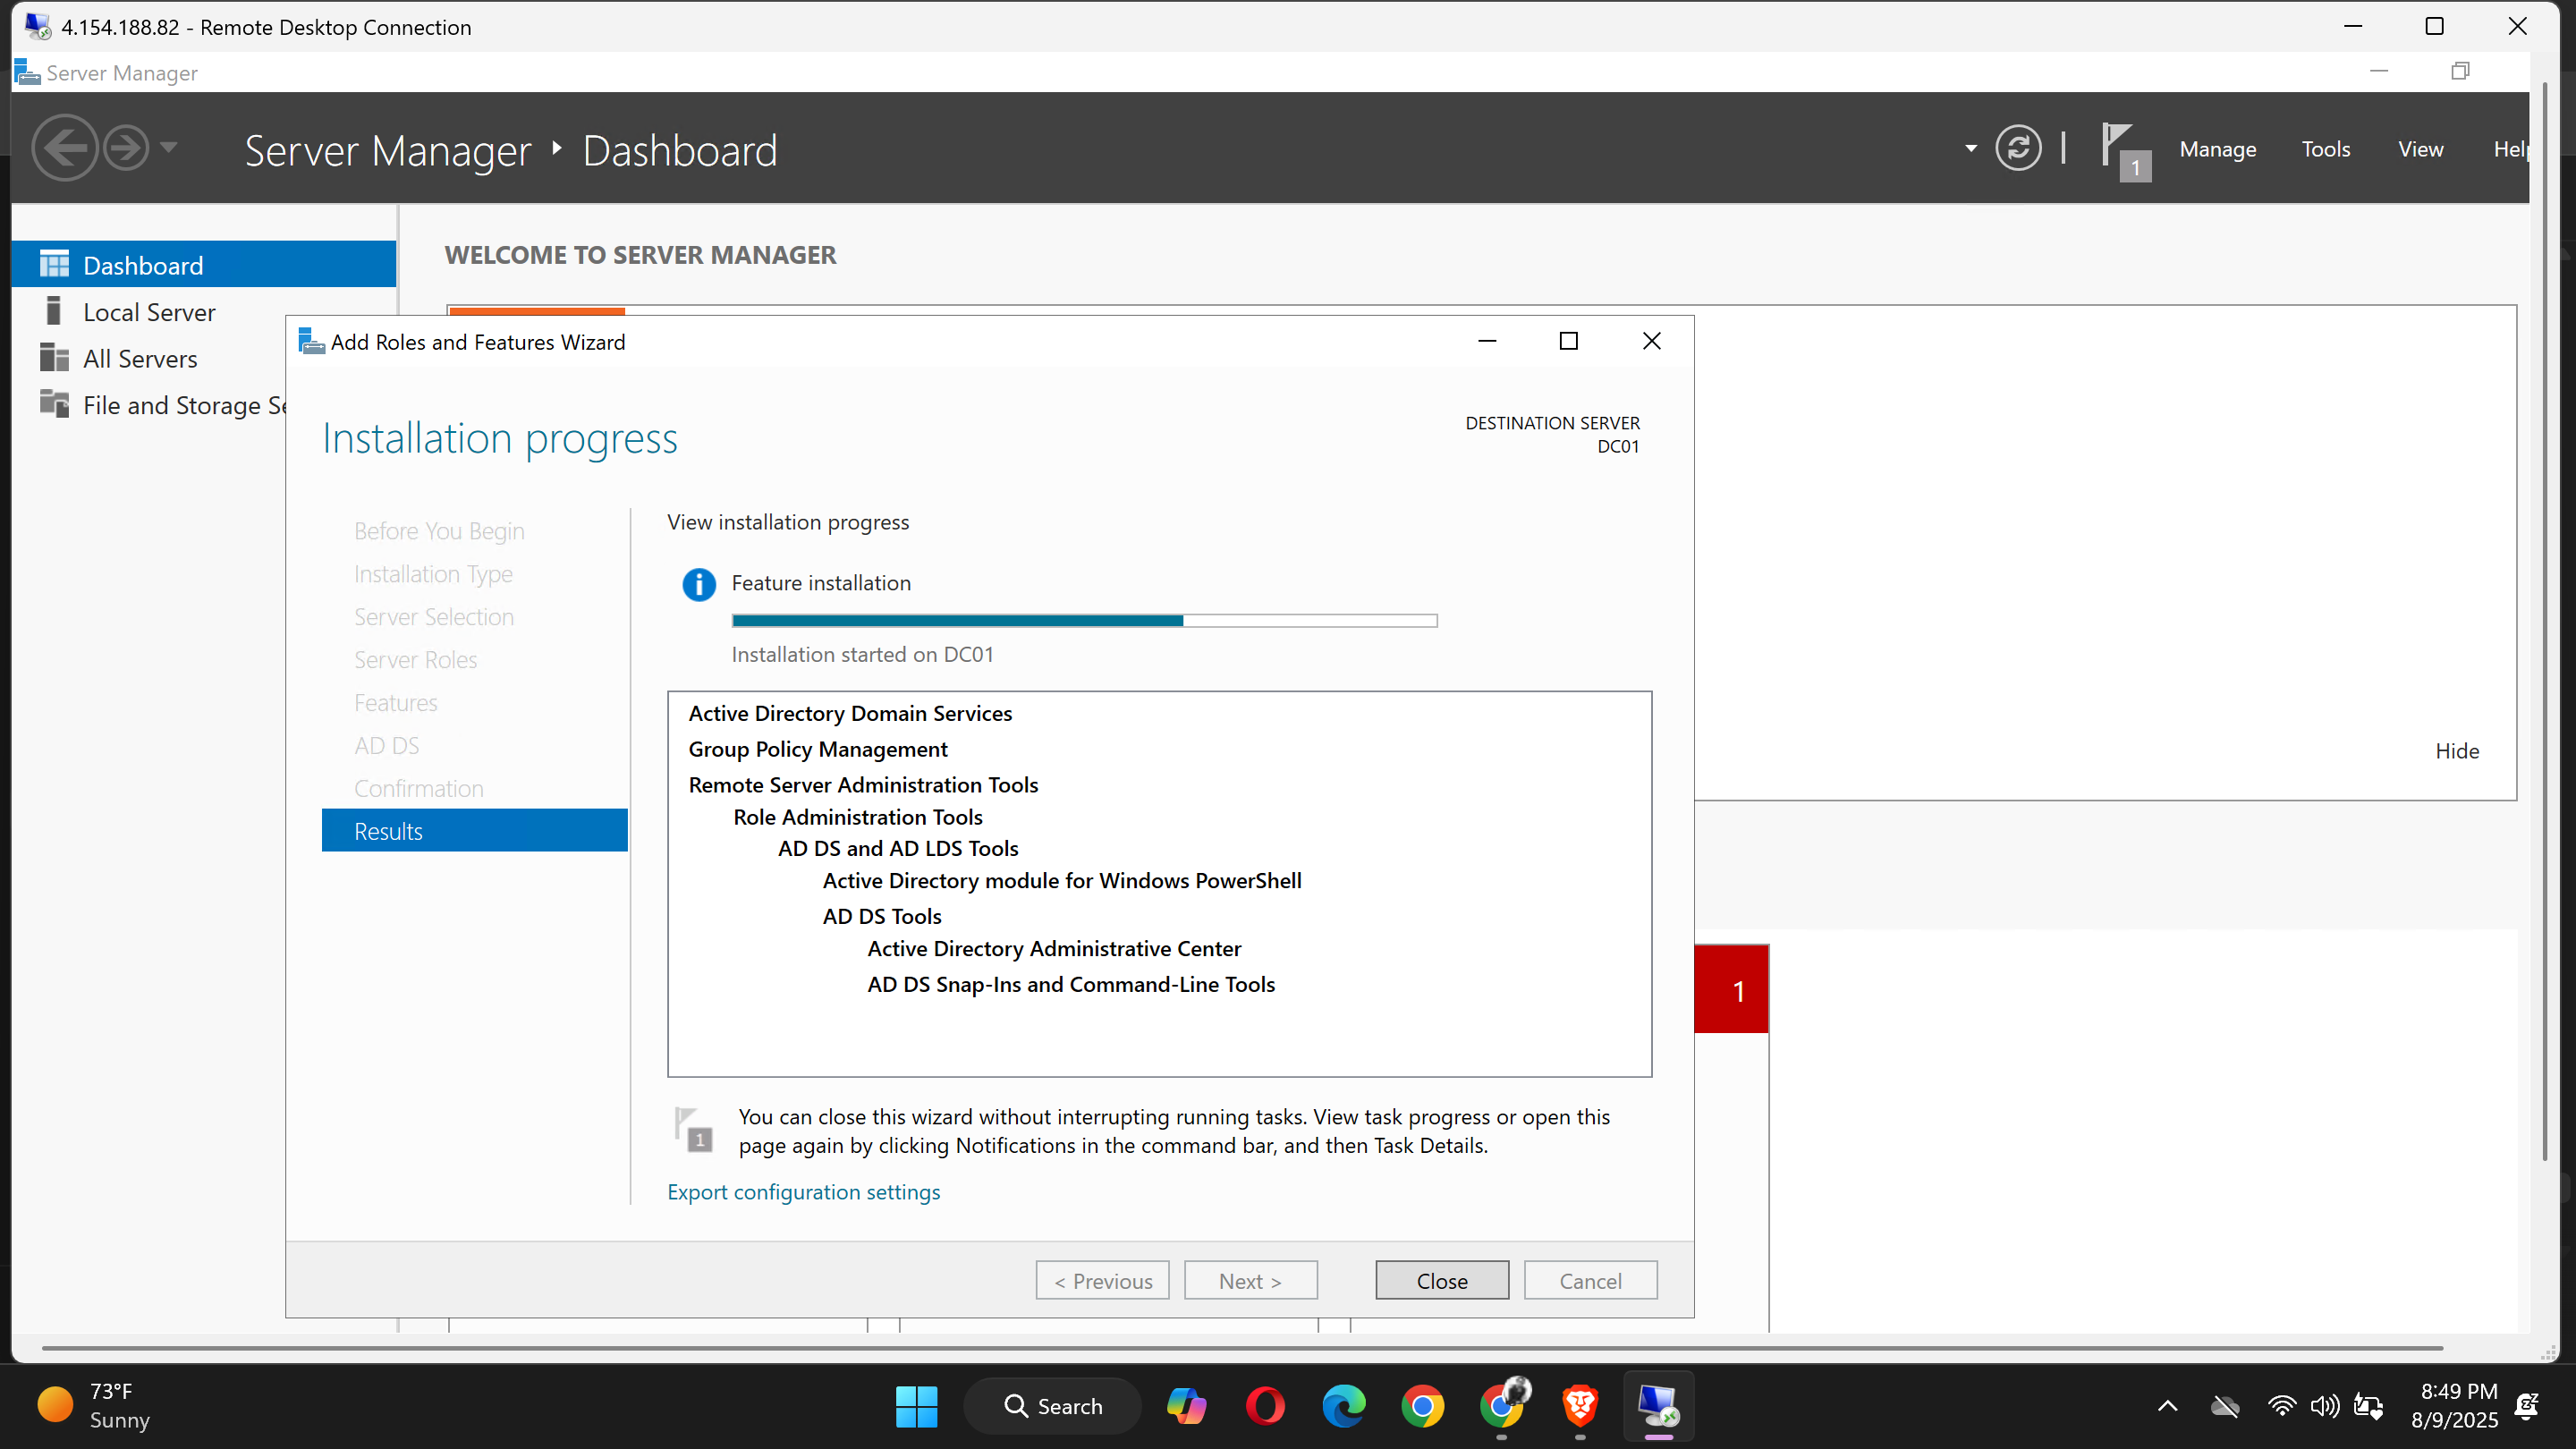 4.154.188.82 - Remote Desktop Connection
Server Manager
Server Manager
Dashboard
1
Manage
Tools
View
Dashboard
Local Server
All Servers
File and Storage
WELCOME TO SERVER MANAGER
Add Roles and Features Wizard
Installation progress
DESTINATION SERVER
DC01
Before You Begin
Installation Type
Server Selection
Server Roles
Features
AD DS
Confirmation
Results
View installation progress
Feature installation
Installation started on DC01
Active Directory Domain Services
Group Policy Management
Remote Server Administration Tools
Role Administration Tools
AD DS and AD LDS Tools
Active Directory module for Windows PowerShell
AD DS Tools
Active Directory Administrative Center
AD DS Snap-Ins and Command-Line Tools
1
You can close this wizard without interrupting running tasks. View task progress or open this
page again by clicking Notifications in the command bar, and then Task Details.
Export configuration settings
< Previous
Next >
Close
Cancel
Hide
1
73°F
Sunny
Search
8:49 PM
8/9/2025